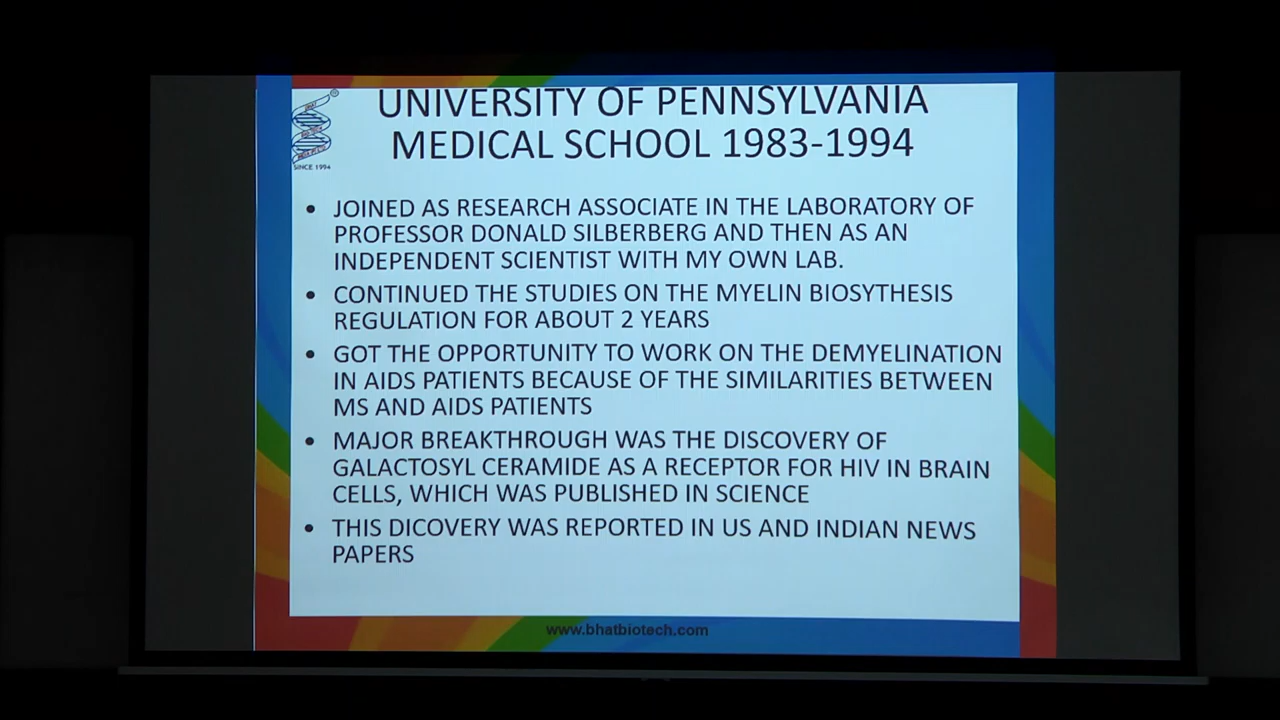 UNIVERSITY OF PENNSYLVANIA
MEDICAL SCHOOL 1983-1994
SINCE 1994
• JOINED AS RESEARCH ASSOCIATE IN THE LABORATORY OF
PROFESSOR DONALD SILBERBERG AND THEN AS AN
INDEPENDENT SCIENTIST WITH MY OWN LAB.
• CONTINUED THE STUDIES ON THE MYELIN BIOSYTHESIS
REGULATION FOR ABOUT 2 YEARS
• GOT THE OPPORTUNITY TO WORK ON THE DEMYELINATION
IN AIDS PATIENTS BECAUSE OF THE SIMILARITIES BETWEEN
MS AND AIDS PATIENTS
• MAJOR BREAKTHROUGH WAS THE DISCOVERY OF
GALACTOSYL CERAMIDE AS A RECEPTOR FOR HIV IN BRAIN
CELLS, WHICH WAS PUBLISHED IN SCIENCE
• THIS DICOVERY WAS REPORTED IN US AND INDIAN NEWS
PAPERS
www.bhatbiotech.com